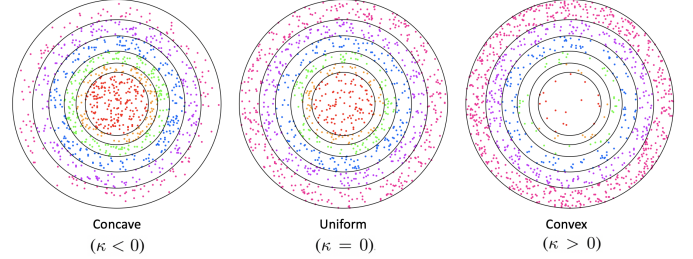 Concave Uniform Convex
(κ < 0) (κ = 0) (κ > 0)